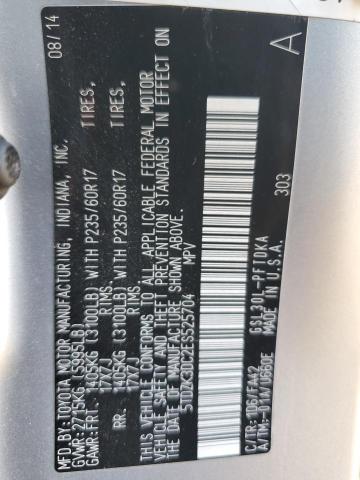 08/14
MFD.BY:TOYOTA MOTOR MANUFACTURING, INDIANA, INC.
GVWR:2715KG (5995LB)
GAWR:FRT. 1405KG (3100LB) WITH P235/60R17 TIRES,
17X7J RIMS,
RR. 1405KG (3100LB) WITH P235/60R17 TIRES,
17X7J RIMS,
THIS VEHICLE CONFORMS TO ALL APPLICABLE FEDERAL MOTOR
VEHICLE SAFETY AND THEFT PREVENTION STANDARDS IN EFFECT ON
THE DATE OF MANUFACTURE SHOWN ABOVE.
5TDZK3DC2ES525704 MPV
A
303
C/TR: 1D6/FA42 GSL30L-PFTDKA
A/TM:-01A/U660E MADE IN U.S.A.